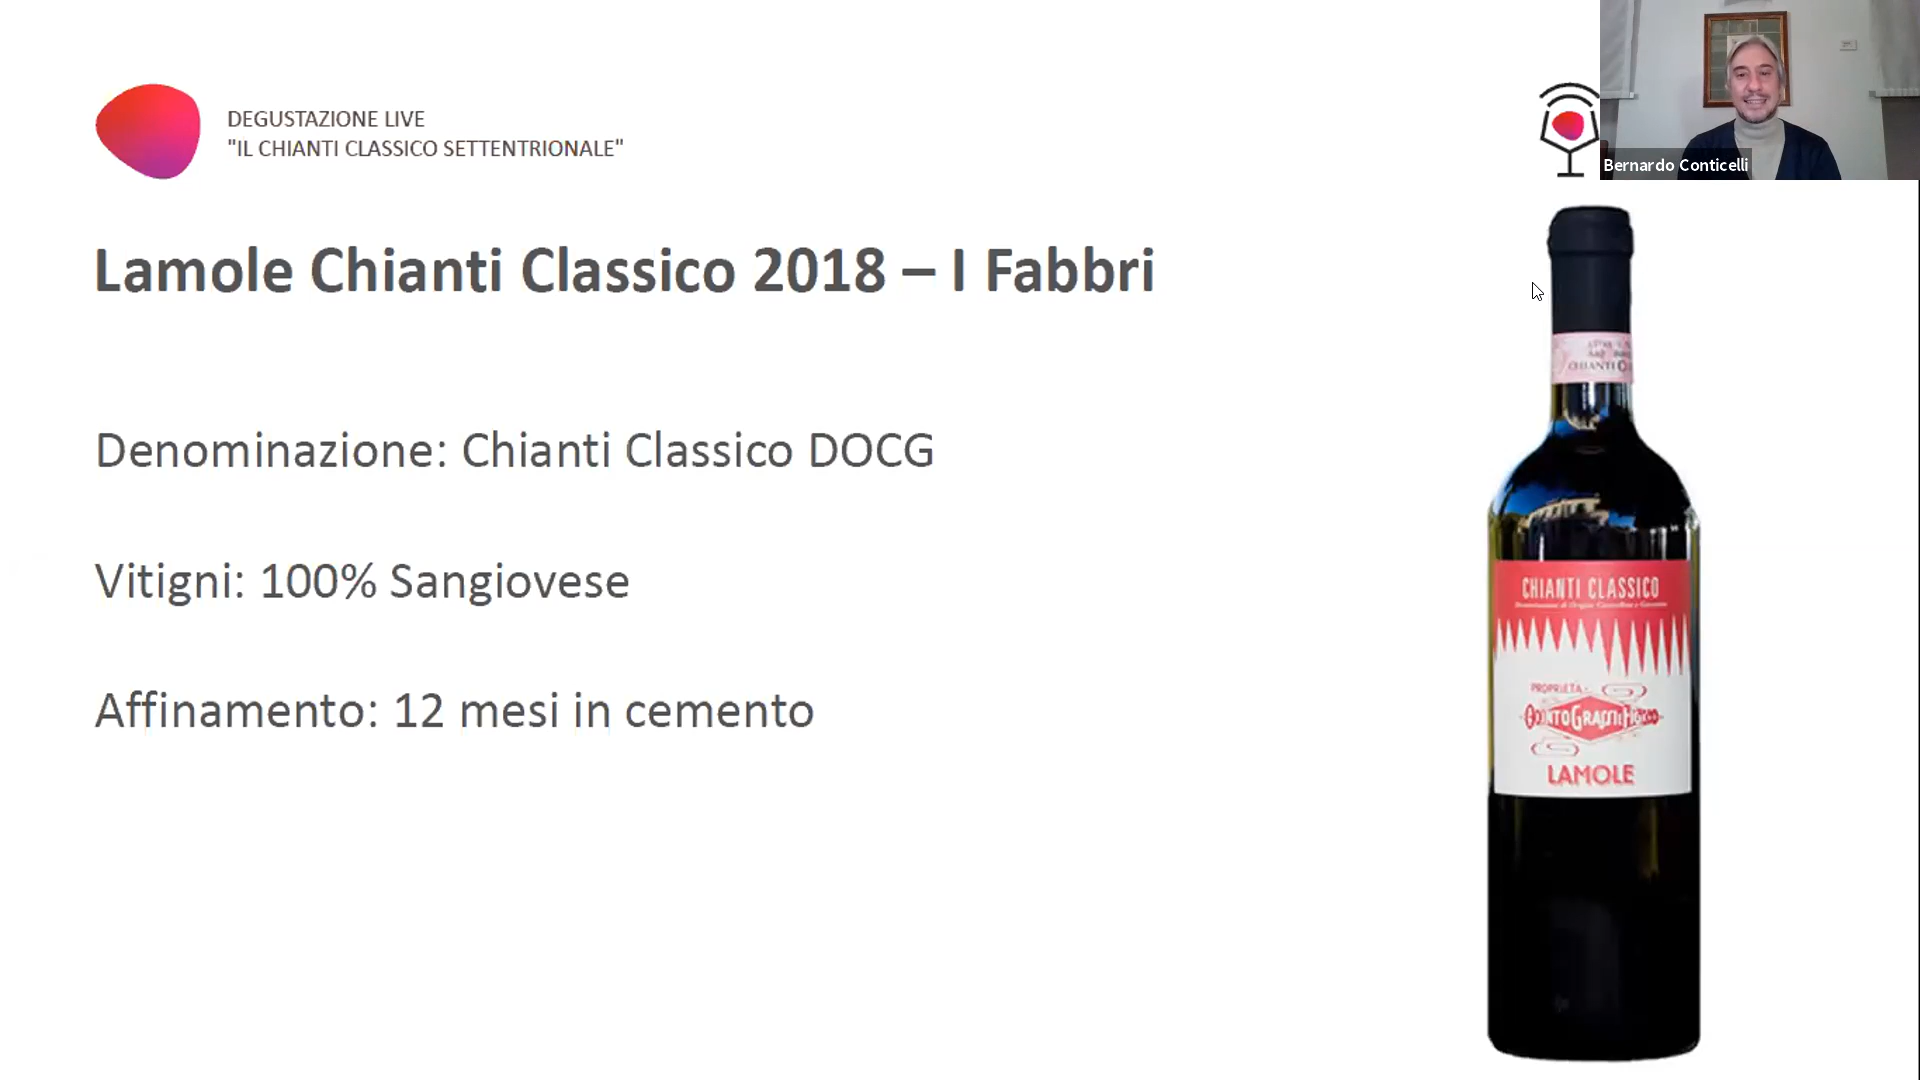 DEGUSTAZIONE LIVE
"IL CHIANTI CLASSICO SETTENTRIONALE"
Bernardo Conticelli
Lamole Chianti Classico 2018 – I Fabbri
Denominazione: Chianti Classico DOCG
Vitigni: 100% Sangiovese
Affinamento: 12 mesi in cemento
CHIANTI
CHIANTI CLASSICO
PROPRIETA
LAMOLE